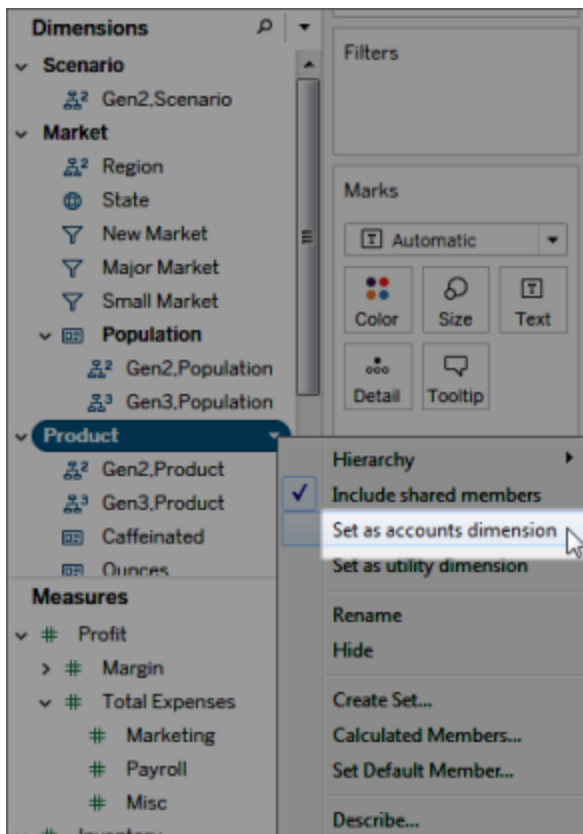 Dimensions
Scenario
Gen2,Scenario
Market
Region
State
New Market
Major Market
Small Market
Population
Gen2,Population
Gen3,Population
Product
Gen2,Product
Gen3,Product
Caffeinated
Ounces
Measures
Profit
Margin
Total Expenses
Marketing
Payroll
Misc
Inventory
Filters
Marks
Automatic
Color
Size
Text
Detail
Tooltip
Hierarchy
Include shared members
Set as accounts dimension
Set as utility dimension
Rename
Hide
Create Set...
Calculated Members...
Set Default Member...
Describe...